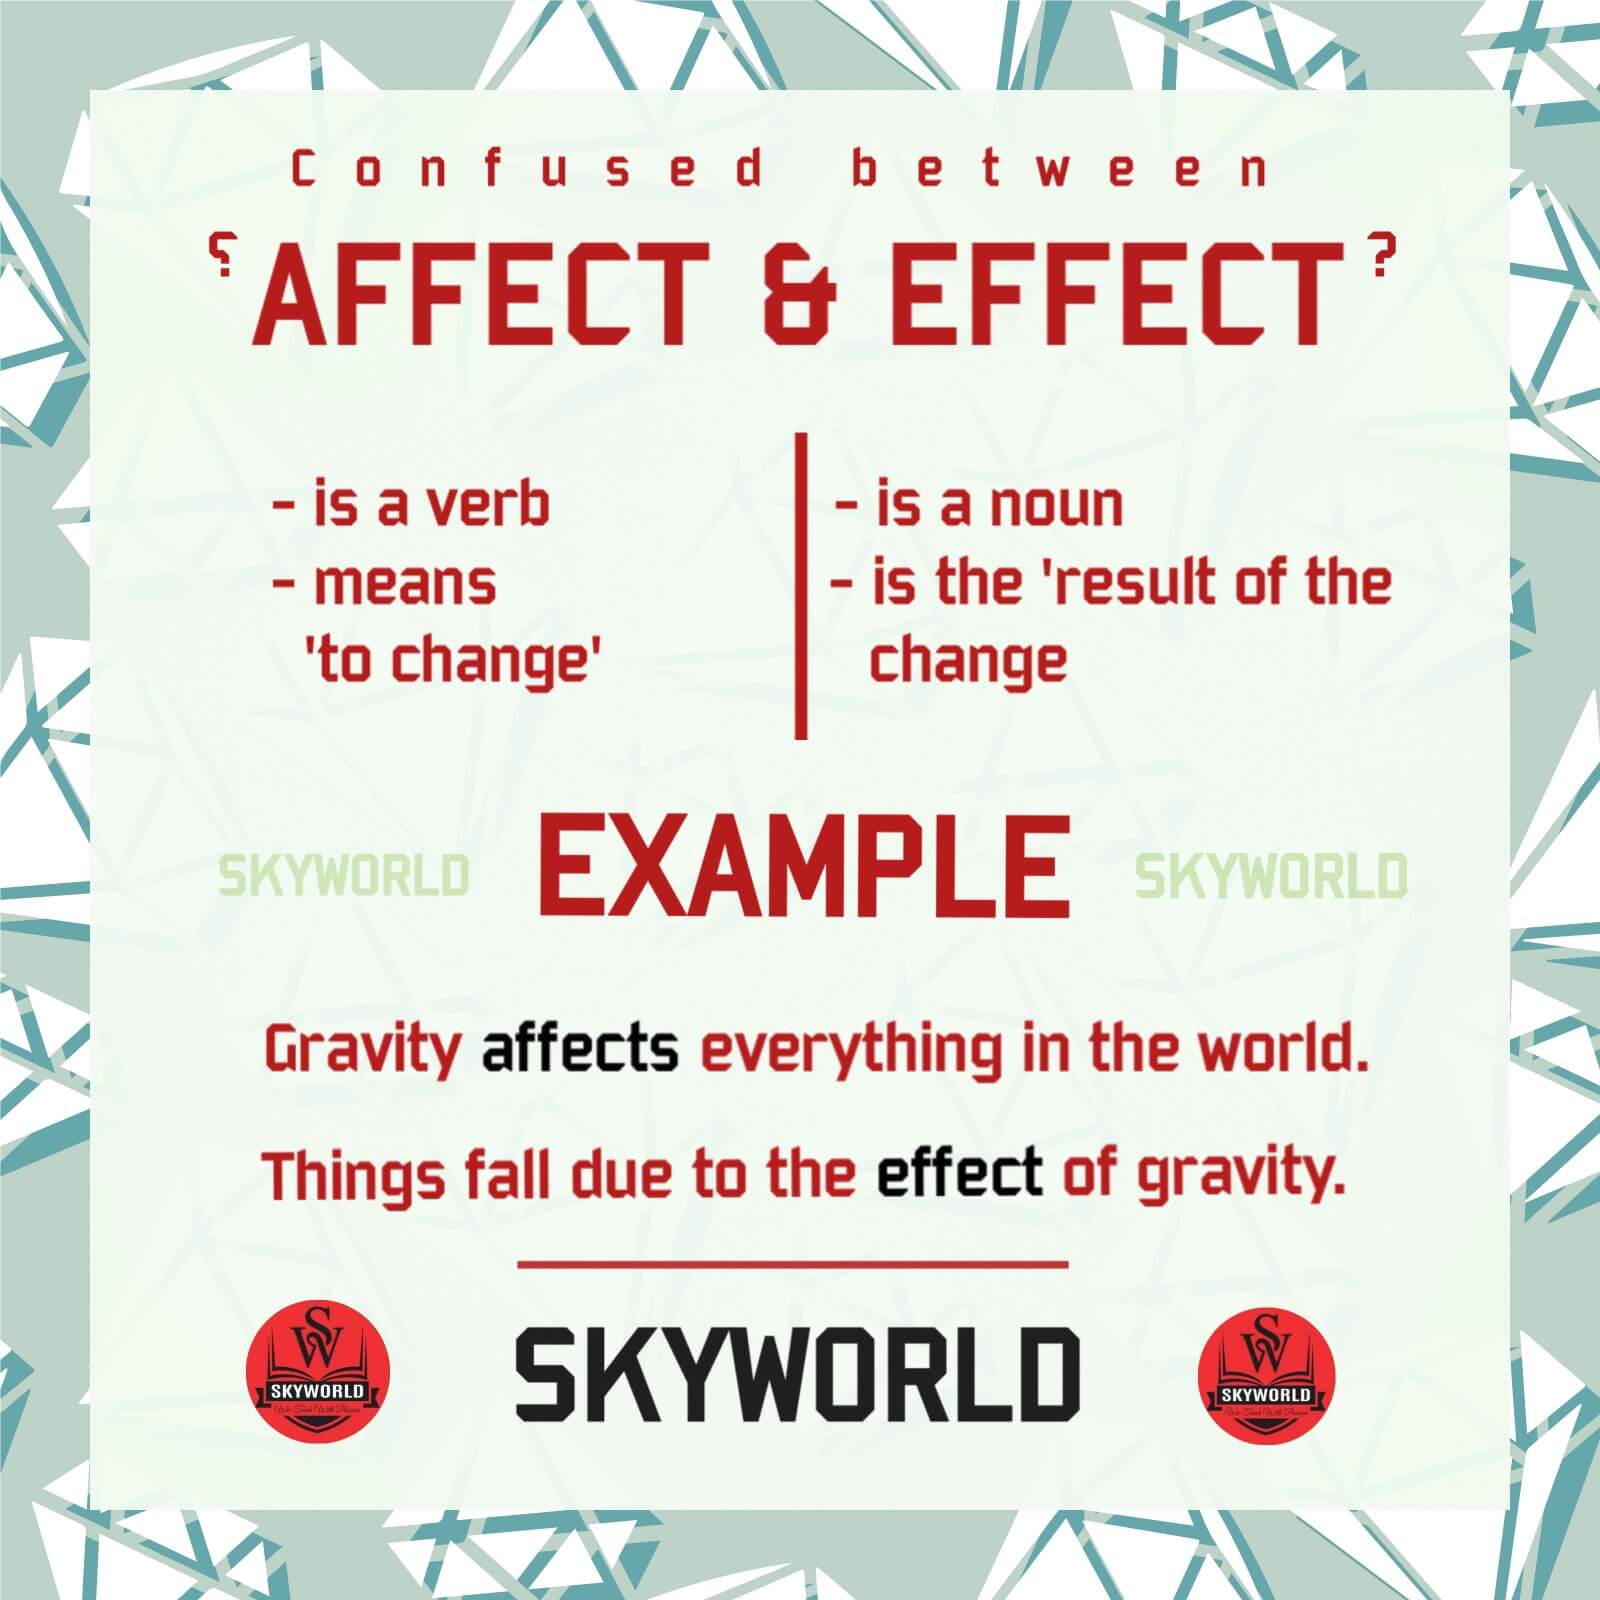 Confused between
? AFFECT & EFFECT ?
- is a verb
- means
'to change'
- is a noun
- is the 'result of the
change
SKYWORLD EXAMPLE SKYWORLD
Gravity affects everything in the world.
Things fall due to the effect of gravity.
SW
SKYWORLD
We Teach With Passion
SKYWORLD
SW
SKYWORLD
We Teach With Passion